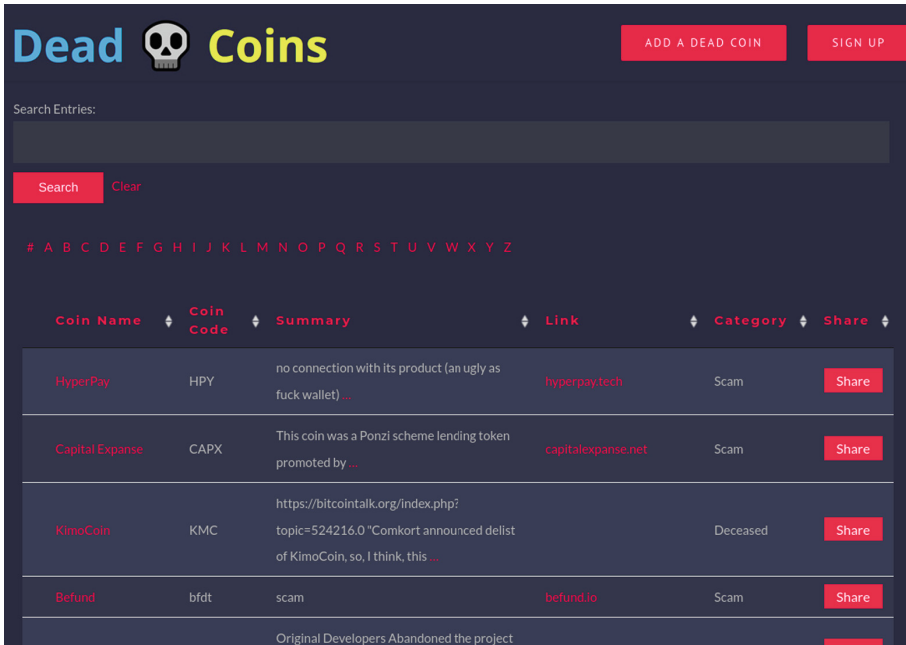 Dead Coins
ADD A DEAD COIN
SIGN UP
Search Entries:
Search Clear
# A B C D E F G H I J K L M N O P Q R S T U V W X Y Z
Coin Name
Coin
Code
Summary
Link
Category
Share
HyperPay
HPY
no connection with its product (an ugly as
fuck wallet) ...
hyperpay.tech
Scam
Share
Capital Expanse
CAPX
This coin was a Ponzi scheme lending token
promoted by ...
capitalexpanse.net
Scam
Share
KimoCoin
KMC
https://bitcointalk.org/index.php?
topic=524216.0 "Comkort announced delist
of KimoCoin, so, I think, this ...
Deceased
Share
Befund
bfdt
scam
befund.io
Scam
Share
Original Developers Abandoned the project